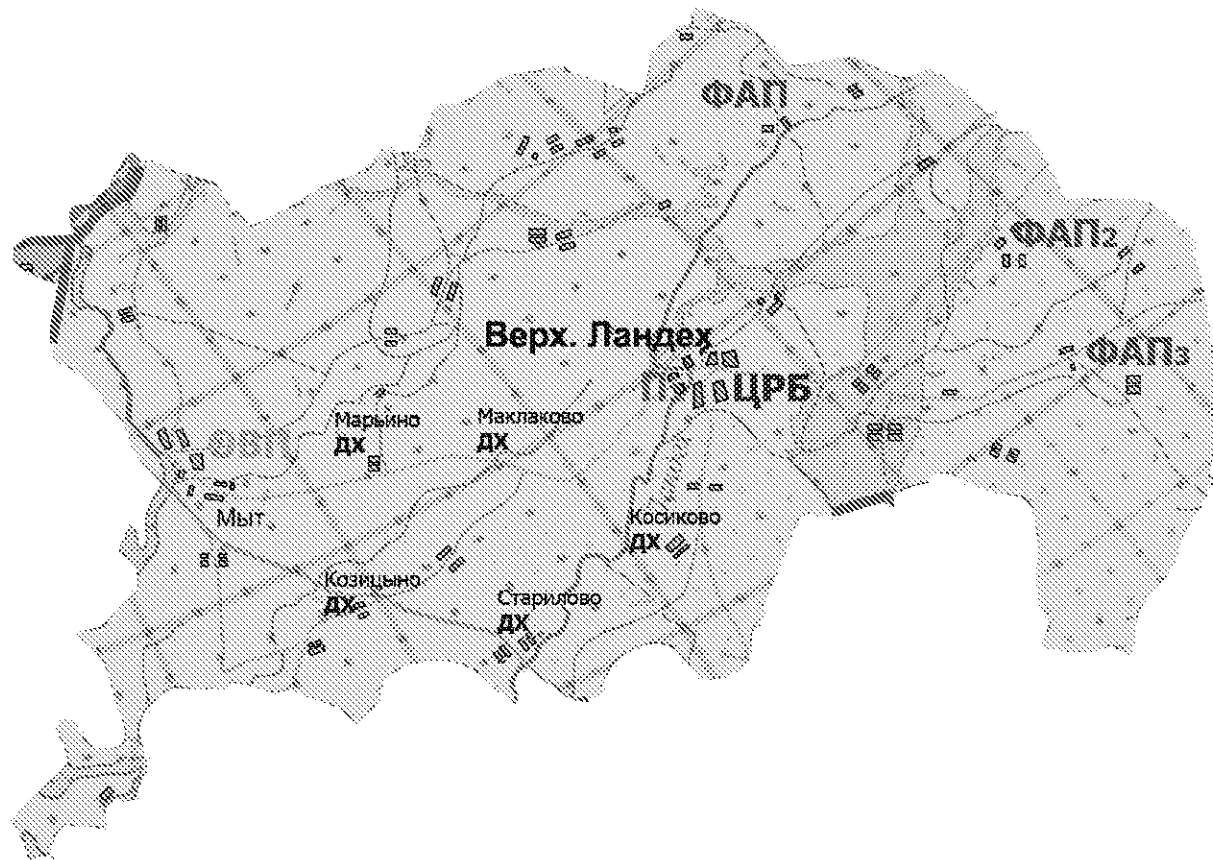 ФАП
ФАП2
Верх. Ландех
ФАП3
ЦРБ
Марьино
ДХ
Маклаково
ДХ
Мыт
Косиково
ДХ
Козицыно
ДХ
Старилово
ДХ